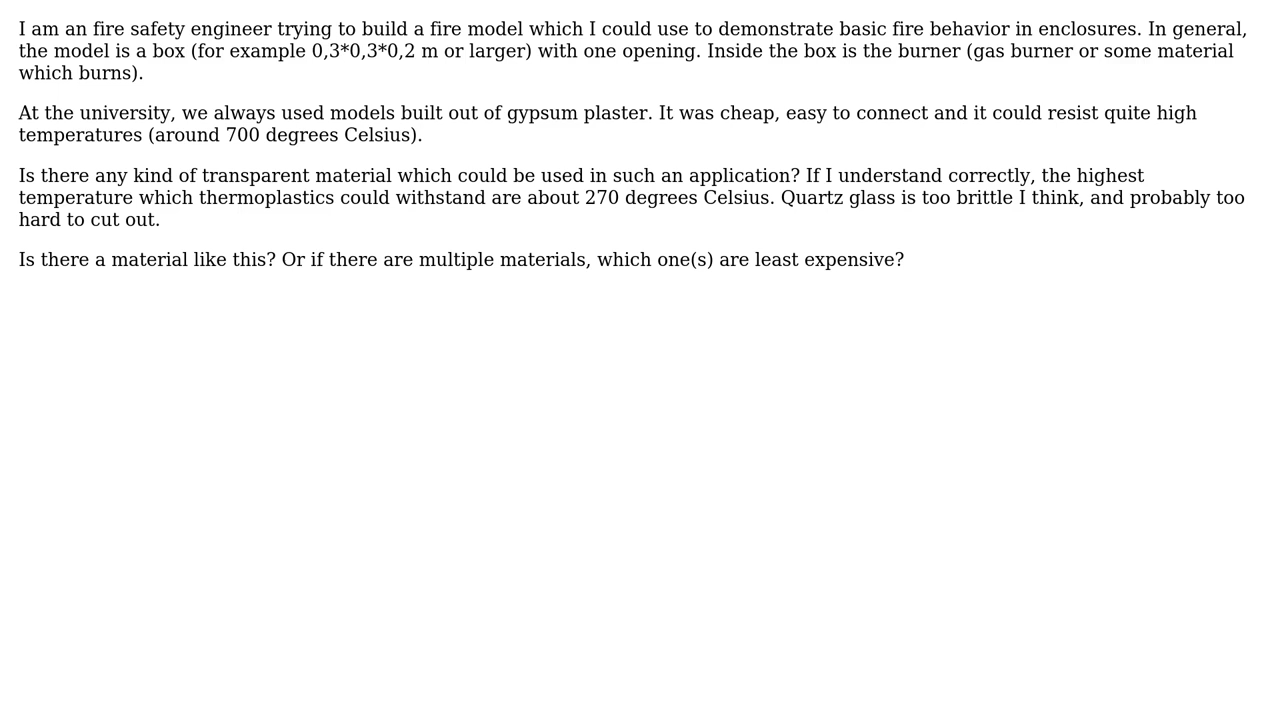 I am an fire safety engineer trying to build a fire model which I could use to demonstrate basic fire behavior in enclosures. In general,
the model is a box (for example 0,3*0,3*0,2 m or larger) with one opening. Inside the box is the burner (gas burner or some material
which burns).
At the university, we always used models built out of gypsum plaster. It was cheap, easy to connect and it could resist quite high
temperatures (around 700 degrees Celsius).
Is there any kind of transparent material which could be used in such an application? If I understand correctly, the highest
temperature which thermoplastics could withstand are about 270 degrees Celsius. Quartz glass is too brittle I think, and probably too
hard to cut out.
Is there a material like this? Or if there are multiple materials, which one(s) are least expensive?